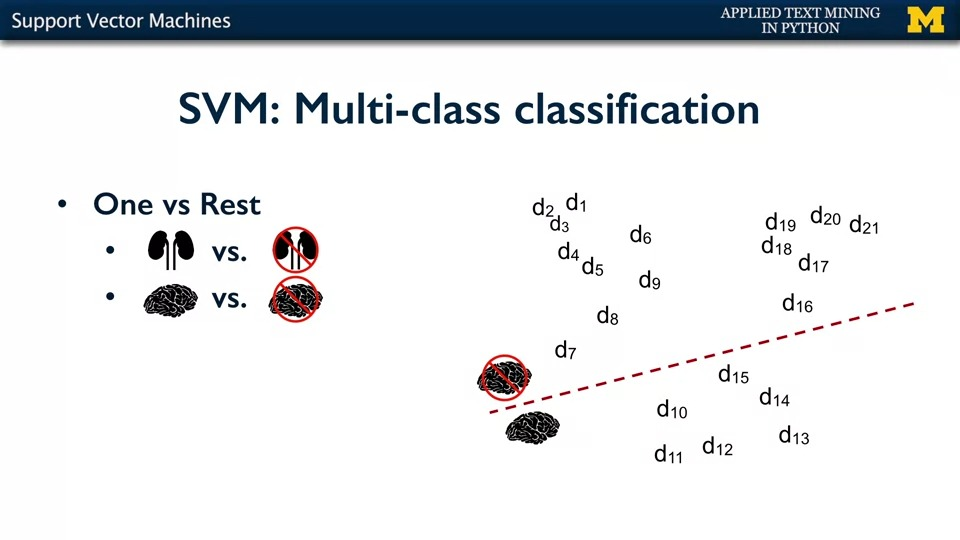 Support Vector Machines
APPLIED TEXT MINING
IN PYTHON
M
SVM: Multi-class classification
• One vs Rest
• vs.
• vs.
d2 d1
d3
d4
d5
d6
d9
d8
d7
d19 d20 d21
d18
d17
d16
d15
d14
d10
d13
d12
d11